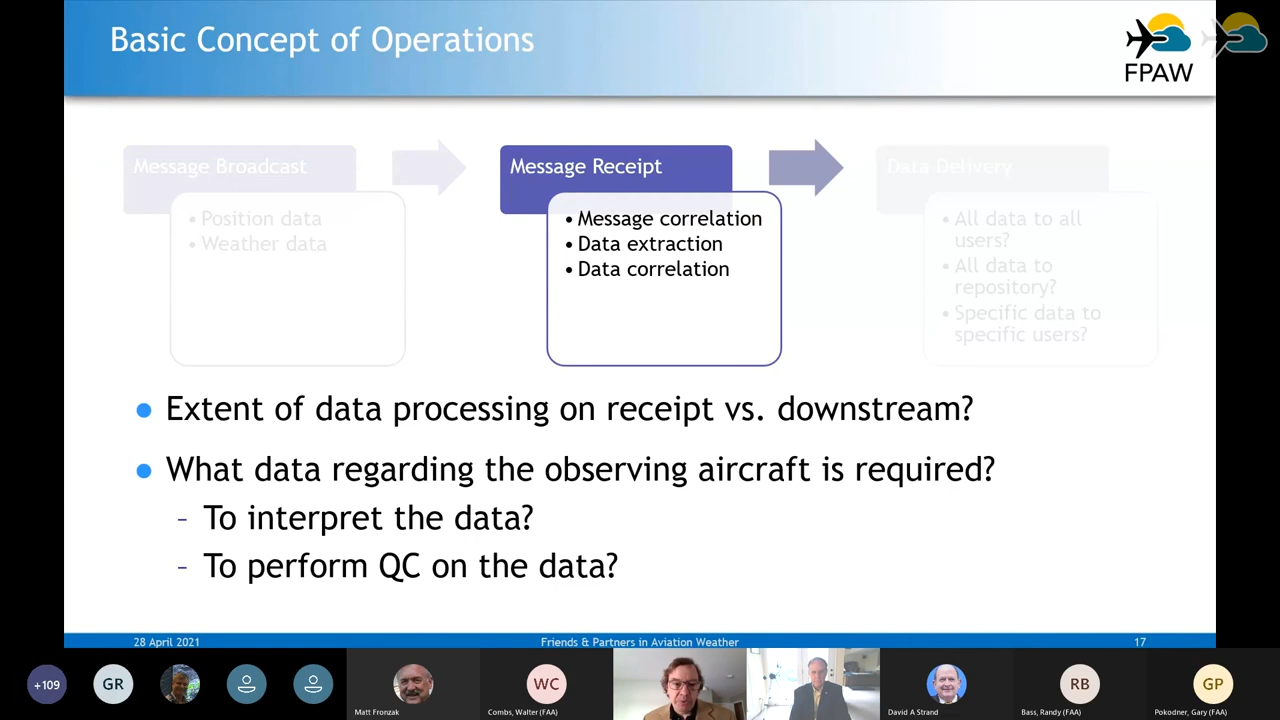 Basic Concept of Operations
FPAW
Message Broadcast
• Position data
• Weather data
Message Receipt
• Message correlation
• Data extraction
• Data correlation
Data Delivery
• All data to all
users?
• All data to
repository?
• Specific data to
specific users?
● Extent of data processing on receipt vs. downstream?
● What data regarding the observing aircraft is required?
– To interpret the data?
– To perform QC on the data?
28 April 2021
Friends & Partners in Aviation Weather
17
+109
GR
Matt Fronzak
WC
Combs, Walter (FAA)
David A Strand
RB
Bass, Randy (FAA)
GP
Pokodner, Gary (FAA)